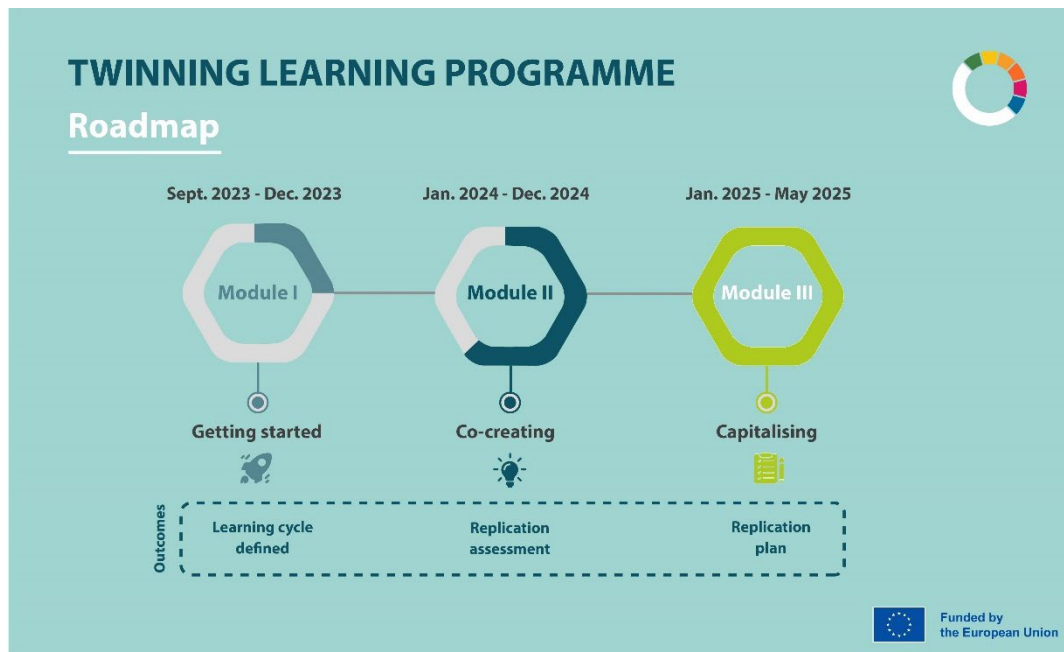 TWINNING LEARNING PROGRAMME
Roadmap
Sept. 2023 - Dec. 2023
Jan. 2024 - Dec. 2024
Jan. 2025 - May 2025
Module I
Module II
Module III
Getting started
Co-creating
Capitalising
Outcomes
Learning cycle
defined
Replication
assessment
Replication
plan
Funded by
the European Union